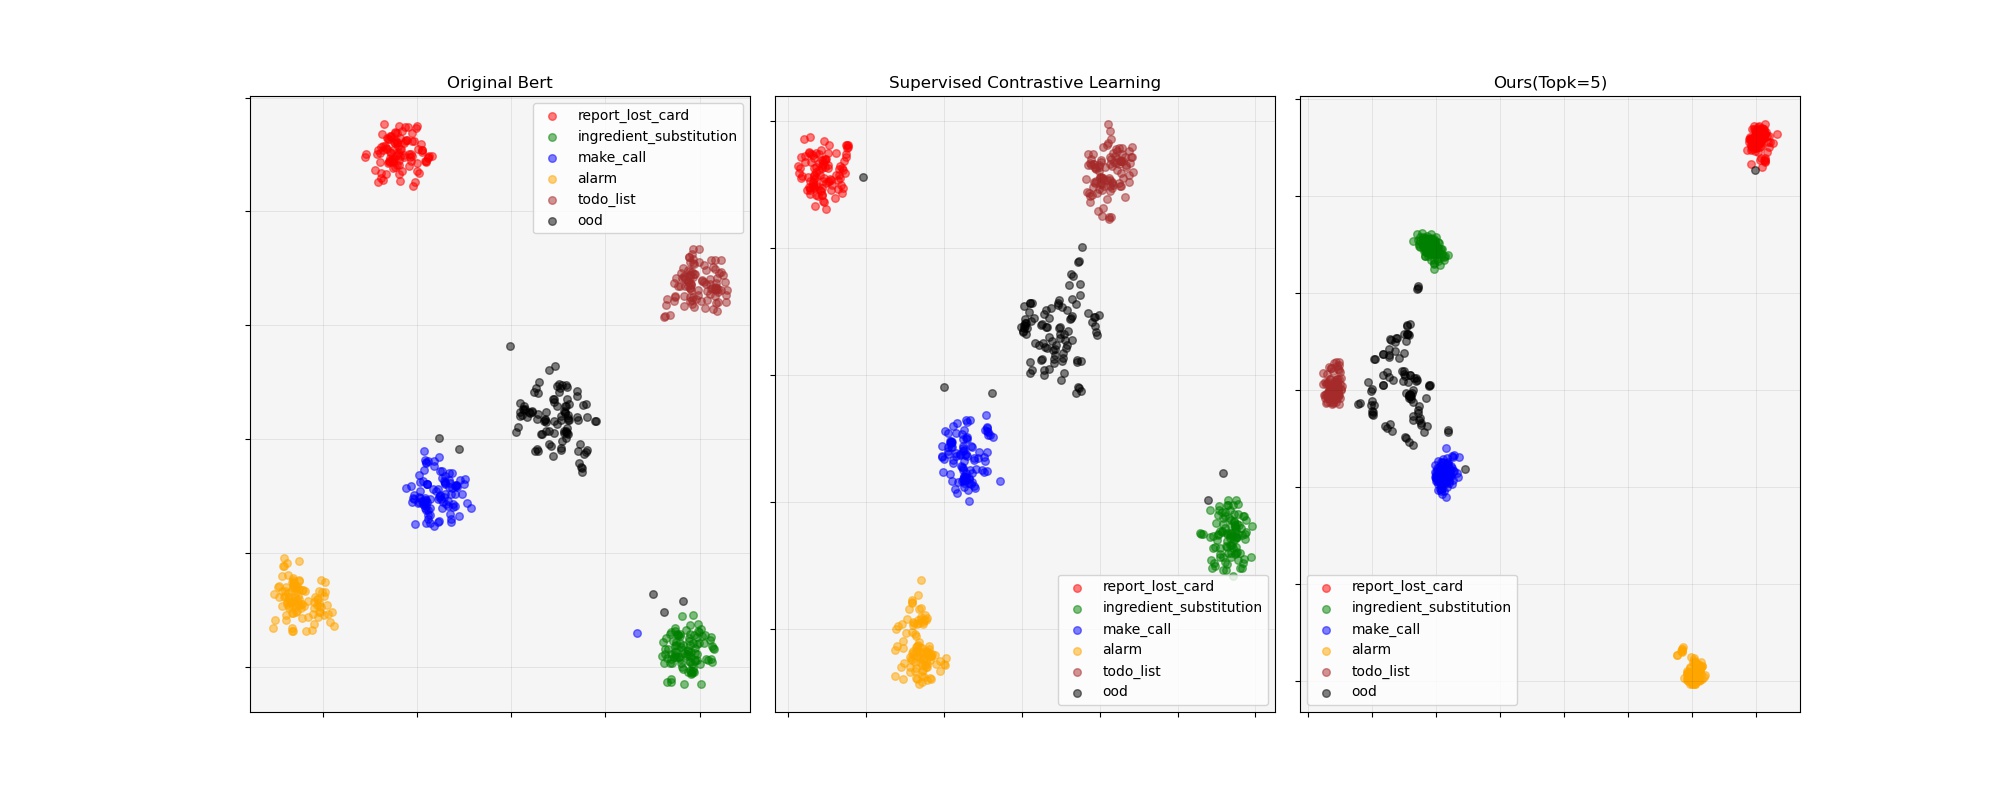 Original Bert
report_lost_card
ingredient_substitution
make_call
alarm
todo_list
ood
Supervised Contrastive Learning
report_lost_card
ingredient_substitution
make_call
alarm
todo_list
ood
Ours(Topk=5)
report_lost_card
ingredient_substitution
make_call
alarm
todo_list
ood